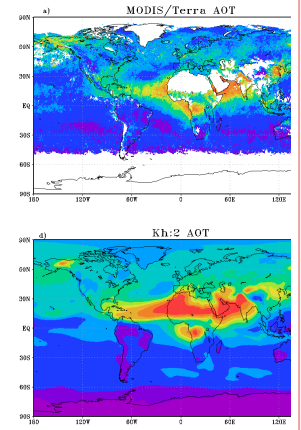 a) MODIS/Terra AOT
90N
60N
30N
EQ
30S
60S
90S
180 120W 60W 0 60E 120E
d) Kh:2 AOT
90N
60N
30N
EQ
30S
60S
90S
180 120W 60W 0 60E 120E